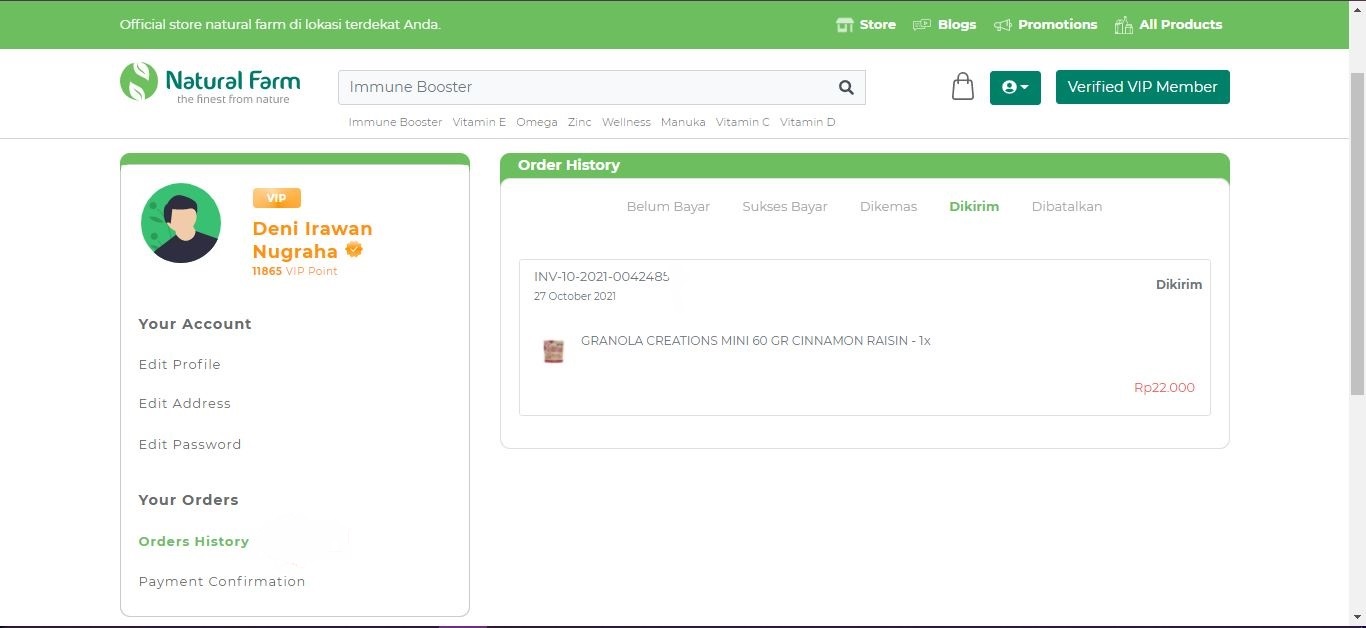 Official store natural farm di lokasi terdekat Anda.
Store Blogs Promotions All Products
Natural Farm
the finest from nature
Immune Booster
Verified VIP Member
Immune Booster Vitamin E Omega Zinc Wellness Manuka Vitamin C Vitamin D
VIP
Deni Irawan
Nugraha
11865 VIP Point
Your Account
Edit Profile
Edit Address
Edit Password
Your Orders
Orders History
Payment Confirmation
Order History
Belum Bayar Sukses Bayar Dikemas Dikirim Dibatalkan
INV-10-2021-0042485
27 October 2021
Dikirim
GRANOLA CREATIONS MINI 60 GR CINNAMON RAISIN - 1x
Rp22.000